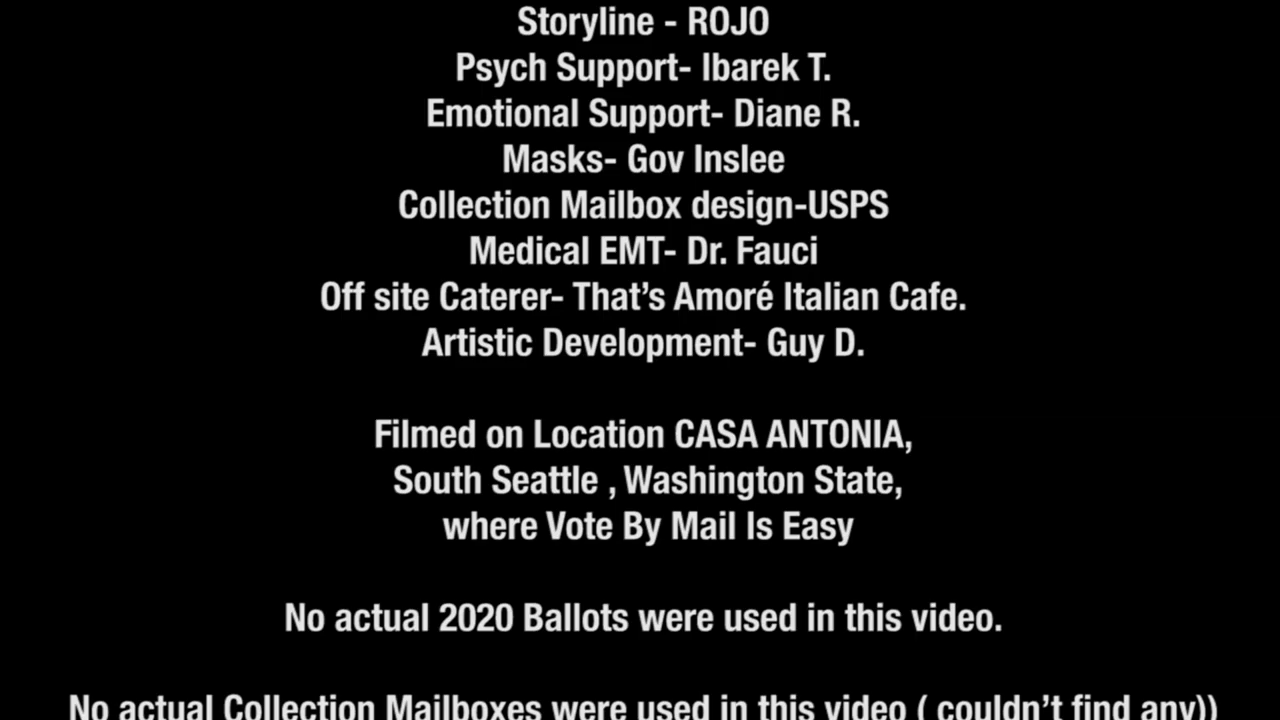 Storyline - ROJO
Psych Support- Ibarek T.
Emotional Support- Diane R.
Masks- Gov Inslee
Collection Mailbox design-USPS
Medical EMT- Dr. Fauci
Off site Caterer- That’s Amoré Italian Cafe.
Artistic Development- Guy D.
Filmed on Location CASA ANTONIA,
South Seattle , Washington State,
where Vote By Mail Is Easy
No actual 2020 Ballots were used in this video.
No actual Collection Mailboxes were used in this video ( couldn’t find any))